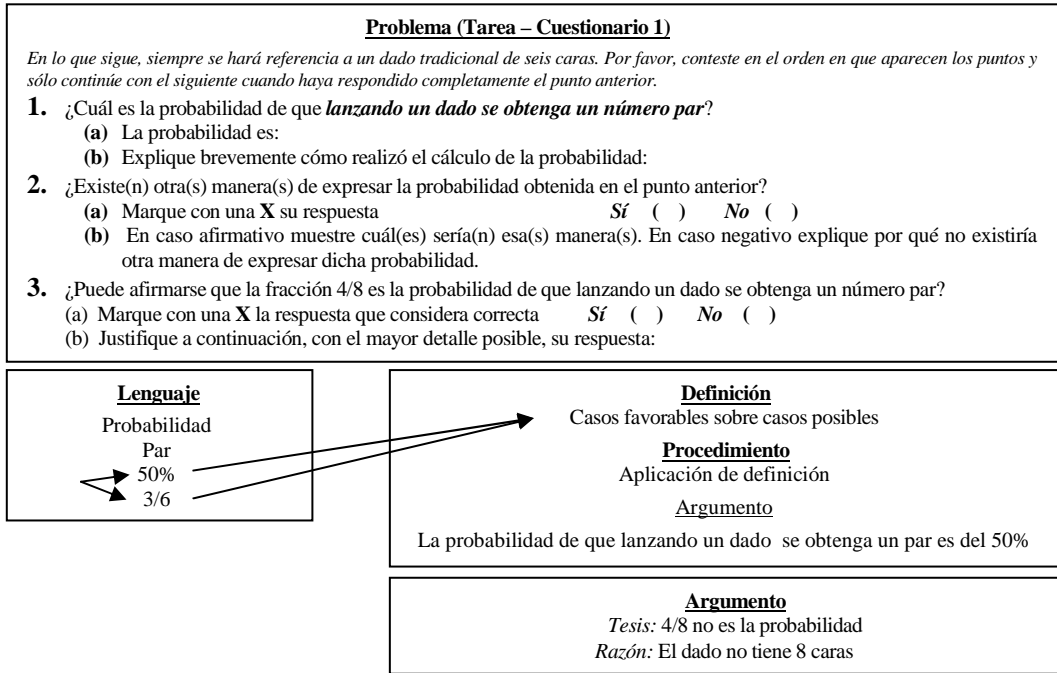 Problema (Tarea – Cuestionario 1)
En lo que sigue, siempre se hará referencia a un dado tradicional de seis caras. Por favor, conteste en el orden en que aparecen los puntos y
sólo continúe con el siguiente cuando haya respondido completamente el punto anterior.
1. ¿Cuál es la probabilidad de que lanzando un dado se obtenga un número par?
(a) La probabilidad es:
(b) Explique brevemente cómo realizó el cálculo de la probabilidad:
2. ¿Existe(n) otra(s) manera(s) de expresar la probabilidad obtenida en el punto anterior?
(a) Marque con una X su respuesta Sí ( ) No ( )
(b) En caso afirmativo muestre cuál(es) sería(n) esa(s) manera(s). En caso negativo explique por qué no existiría
otra manera de expresar dicha probabilidad.
3. ¿Puede afirmarse que la fracción 4/8 es la probabilidad de que lanzando un dado se obtenga un número par?
(a) Marque con una X la respuesta que considera correcta Sí ( ) No ( )
(b) Justifique a continuación, con el mayor detalle posible, su respuesta:
Lenguaje
Probabilidad
Par
50%
3/6
Definición
Casos favorables sobre casos posibles
Procedimiento
Aplicación de definición
Argumento
La probabilidad de que lanzando un dado se obtenga un par es del 50%
Argumento
Tesis: 4/8 no es la probabilidad
Razón: El dado no tiene 8 caras